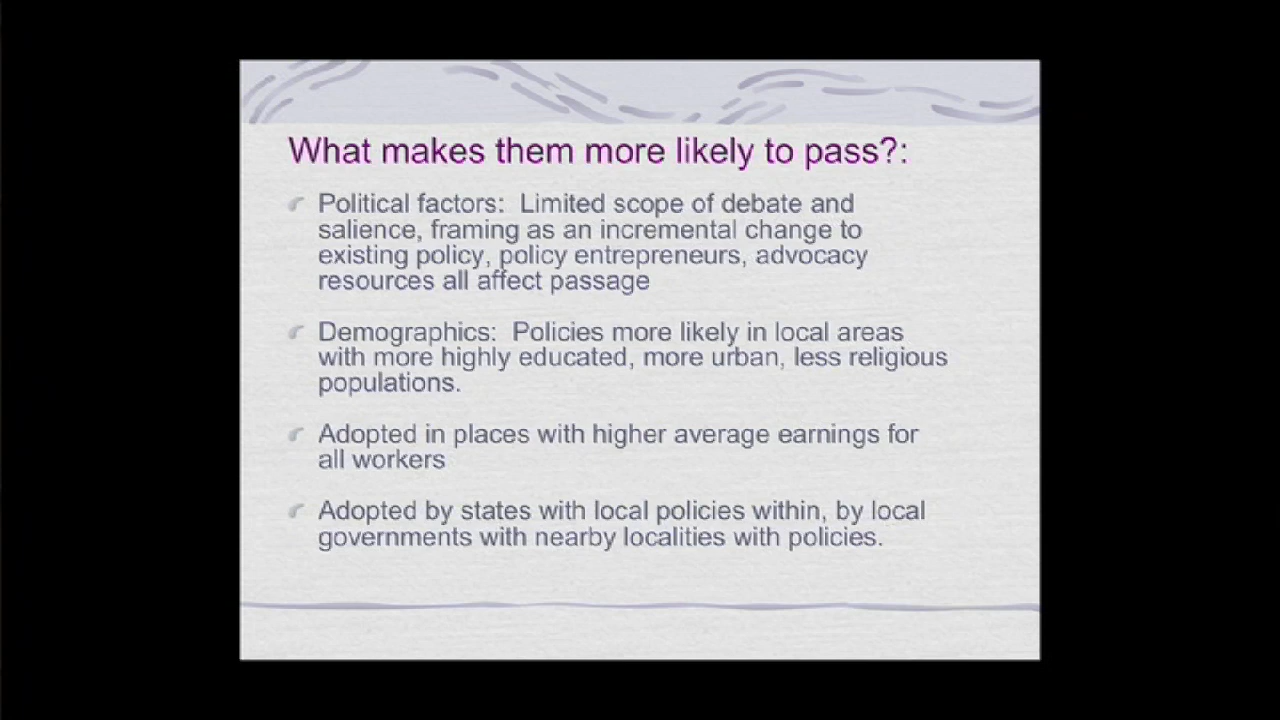 What makes them more likely to pass?:
Political factors:  Limited scope of debate and
salience, framing as an incremental change to
existing policy, policy entrepreneurs, advocacy
resources all affect passage
Demographics:  Policies more likely in local areas
with more highly educated, more urban, less religious
populations.
Adopted in places with higher average earnings for
all workers
Adopted by states with local policies within, by local
governments with nearby localities with policies.